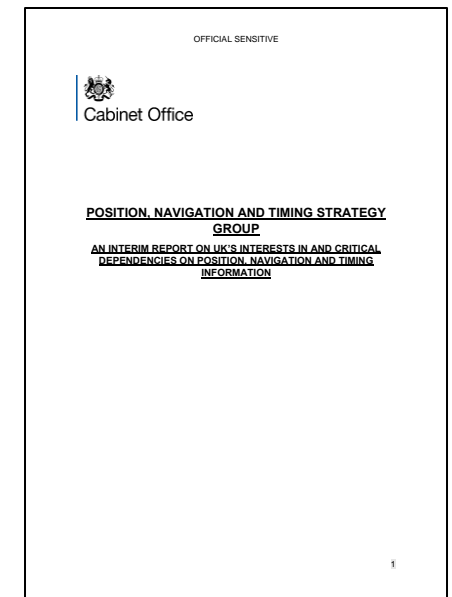 OFFICIAL SENSITIVE
Cabinet Office
POSITION, NAVIGATION AND TIMING STRATEGY
GROUP
AN INTERIM REPORT ON UK'S INTERESTS IN AND CRITICAL
DEPENDENCIES ON POSITION, NAVIGATION AND TIMING
INFORMATION
1